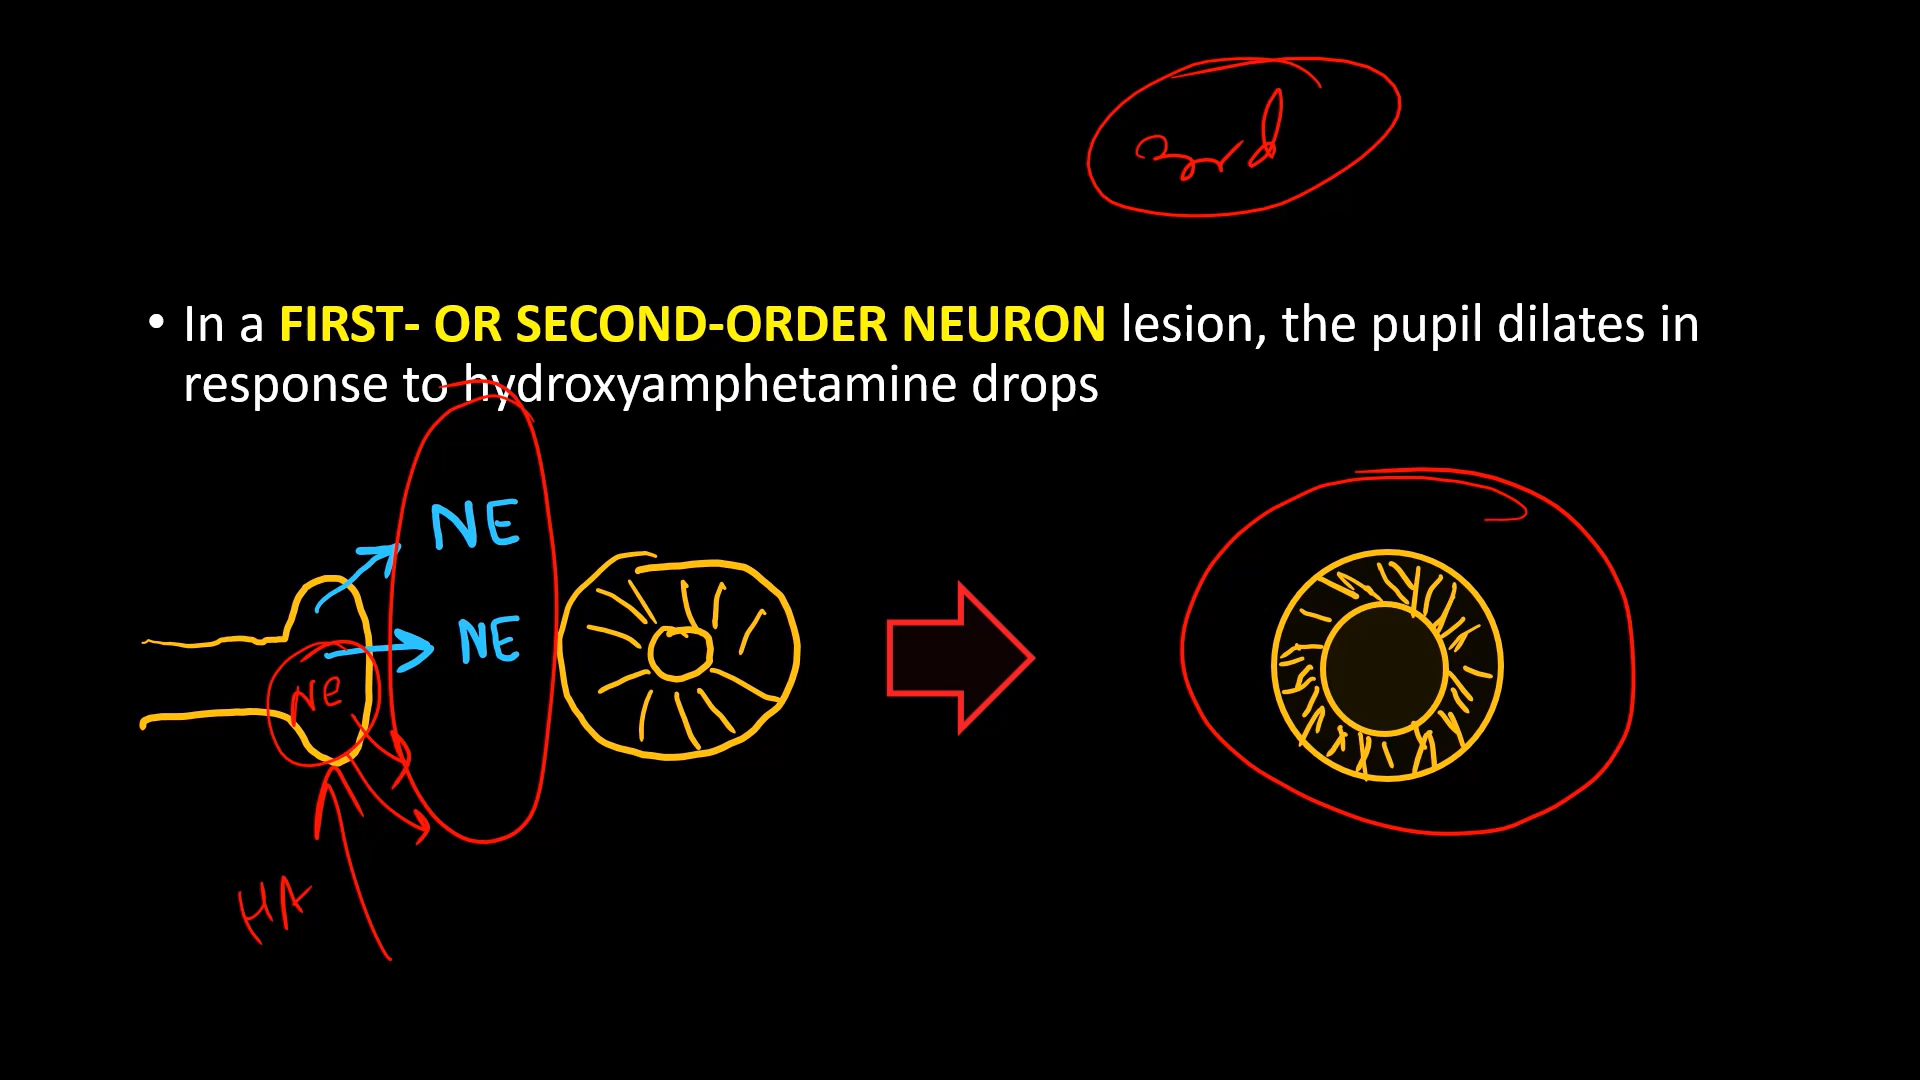 3rd
• In a FIRST- OR SECOND-ORDER NEURON lesion, the pupil dilates in
response to hydroxyamphetamine drops
NE
NE
Ne
HA